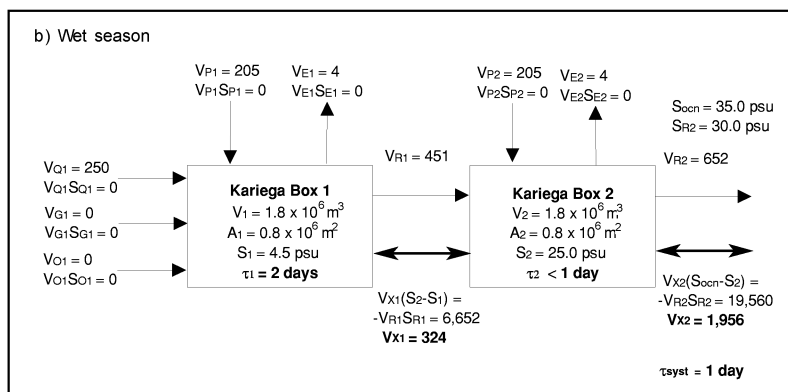 b) Wet season
VP1 = 205
VP1SP1 = 0
VE1 = 4
VE1SE1 = 0
VP2 = 205
VP2SP2 = 0
VE2 = 4
VE2SE2 = 0
Socn = 35.0 psu
SR2 = 30.0 psu
VQ1 = 250
VQ1SQ1 = 0
VG1 = 0
VG1SG1 = 0
VO1 = 0
VO1SO1 = 0
Kariega Box 1
V1 = 1.8 x 10^6 m^3
A1 = 0.8 x 10^6 m^2
S1 = 4.5 psu
τ1 = 2 days
VR1 = 451
Kariega Box 2
V2 = 1.8 x 10^6 m^3
A2 = 0.8 x 10^6 m^2
S2 = 25.0 psu
τ2 < 1 day
VR2 = 652
VX1(S2-S1) =
-VR1SR1 = 6,652
VX1 = 324
VX2(Socn-S2) =
-VR2SR2 = 19,560
VX2 = 1,956
τsyst = 1 day